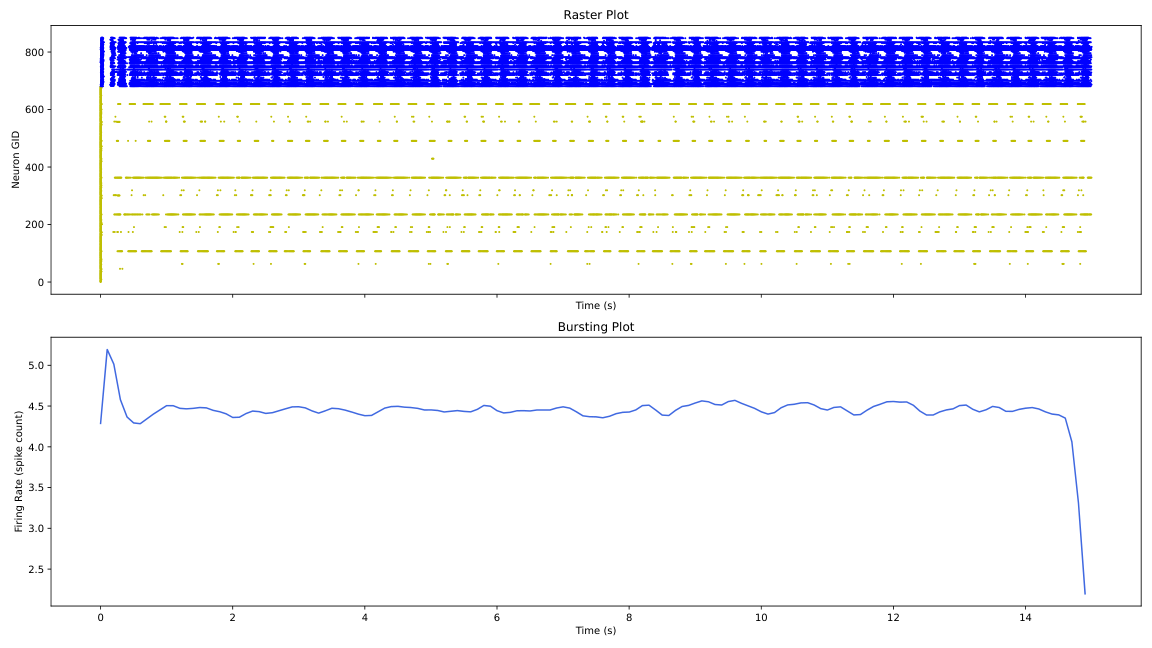 Raster Plot
Neuron GID
800
600
400
200
0
Time (s)
Bursting Plot
Firing Rate (spike count)
5.0
4.5
4.0
3.5
3.0
2.5
0 2 4 6 8 10 12 14
Time (s)